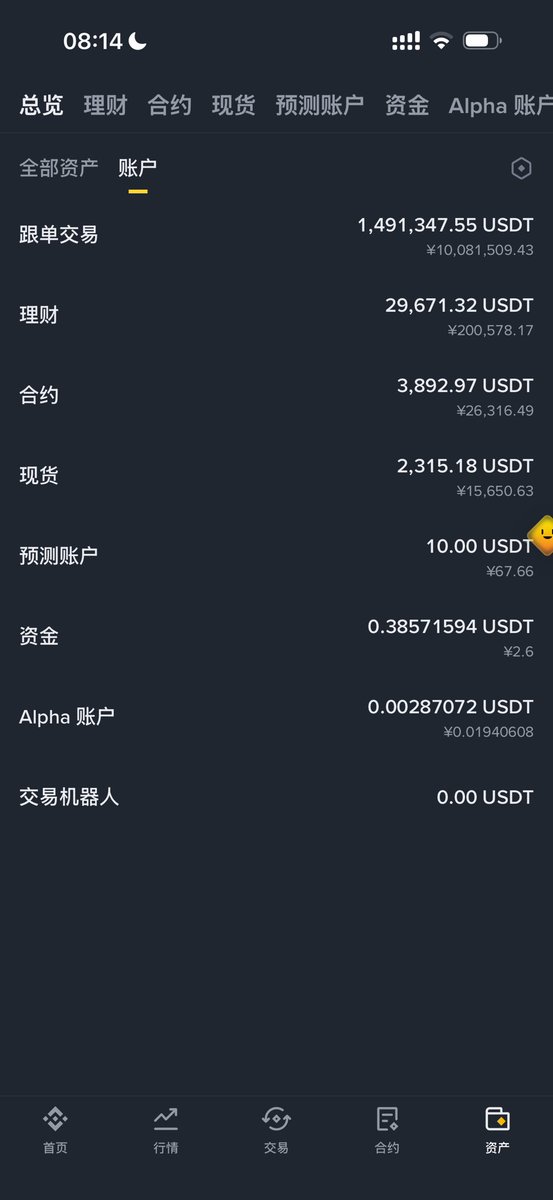 08:14
总览 理财 合约 现货 预测账户 资金 Alpha 账户
全部资产 账户
跟单交易 1,491,347.55 USDT
¥10,081,509.43
理财 29,671.32 USDT
¥200,578.17
合约 3,892.97 USDT
¥26,316.49
现货 2,315.18 USDT
¥15,650.63
预测账户 10.00 USDT
¥67.66
资金 0.38571594 USDT
¥2.6
Alpha 账户 0.00287072 USDT
¥0.01940608
交易机器人 0.00 USDT
首页 行情 交易 合约 资产